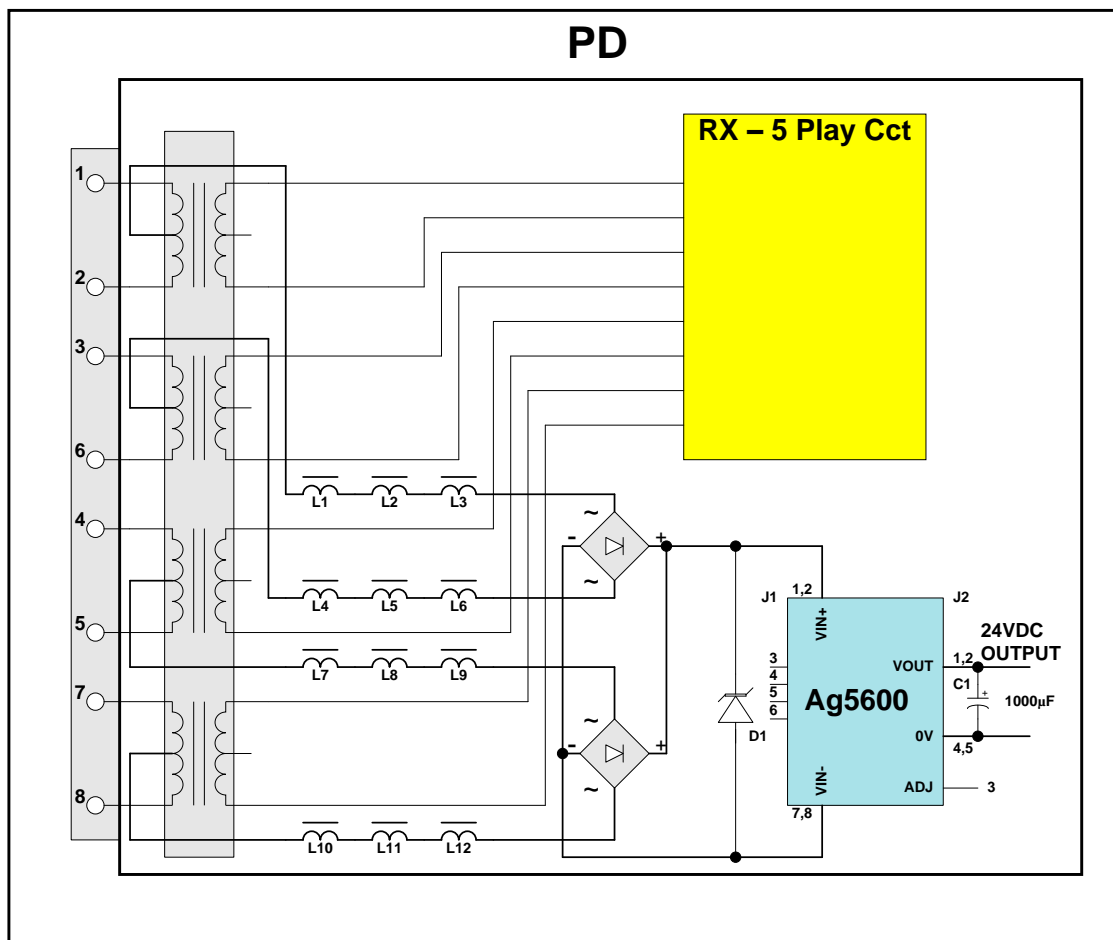 PD
RX – 5 Play Cct
1
2
3
6
4
5
7
8
L1 L2 L3
~
- +
~
L4 L5 L6
L7 L8 L9
~
- +
~
L10 L11 L12
D1
J1 1,2 J2
VIN+
3
4
5
6
Ag5600
VOUT
0V
ADJ
VIN-
7,8
24VDC
OUTPUT
1,2
C1
+
1000µF
4,5
3